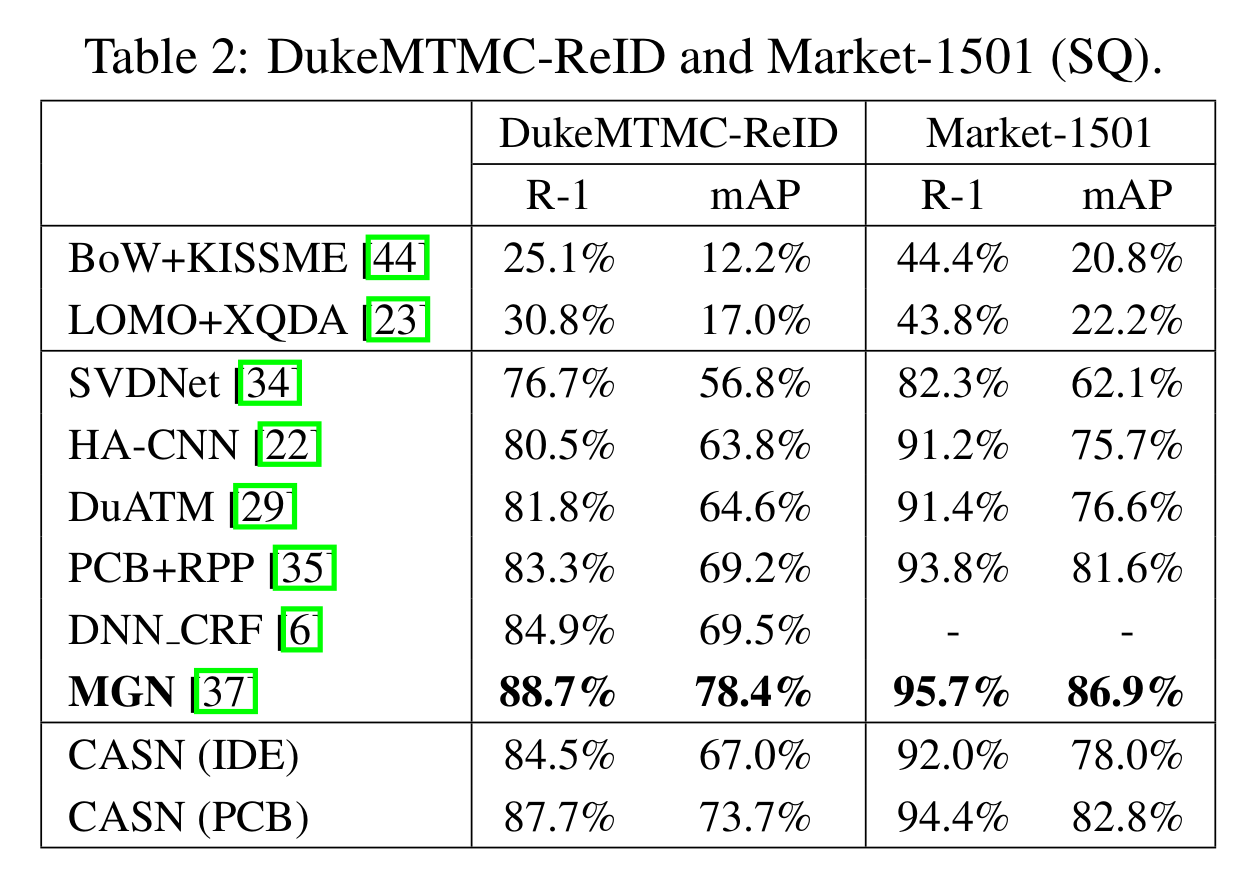 Table 2: DukeMTMC-ReID and Market-1501 (SQ).
DukeMTMC-ReID Market-1501
R-1 mAP R-1 mAP
BoW+KISSME [44] 25.1% 12.2% 44.4% 20.8%
LOMO+XQDA [23] 30.8% 17.0% 43.8% 22.2%
SVDNet [34] 76.7% 56.8% 82.3% 62.1%
HA-CNN [22] 80.5% 63.8% 91.2% 75.7%
DuATM [29] 81.8% 64.6% 91.4% 76.6%
PCB+RPP [35] 83.3% 69.2% 93.8% 81.6%
DNN_CRF [6] 84.9% 69.5% - -
MGN [37] 88.7% 78.4% 95.7% 86.9%
CASN (IDE) 84.5% 67.0% 92.0% 78.0%
CASN (PCB) 87.7% 73.7% 94.4% 82.8%